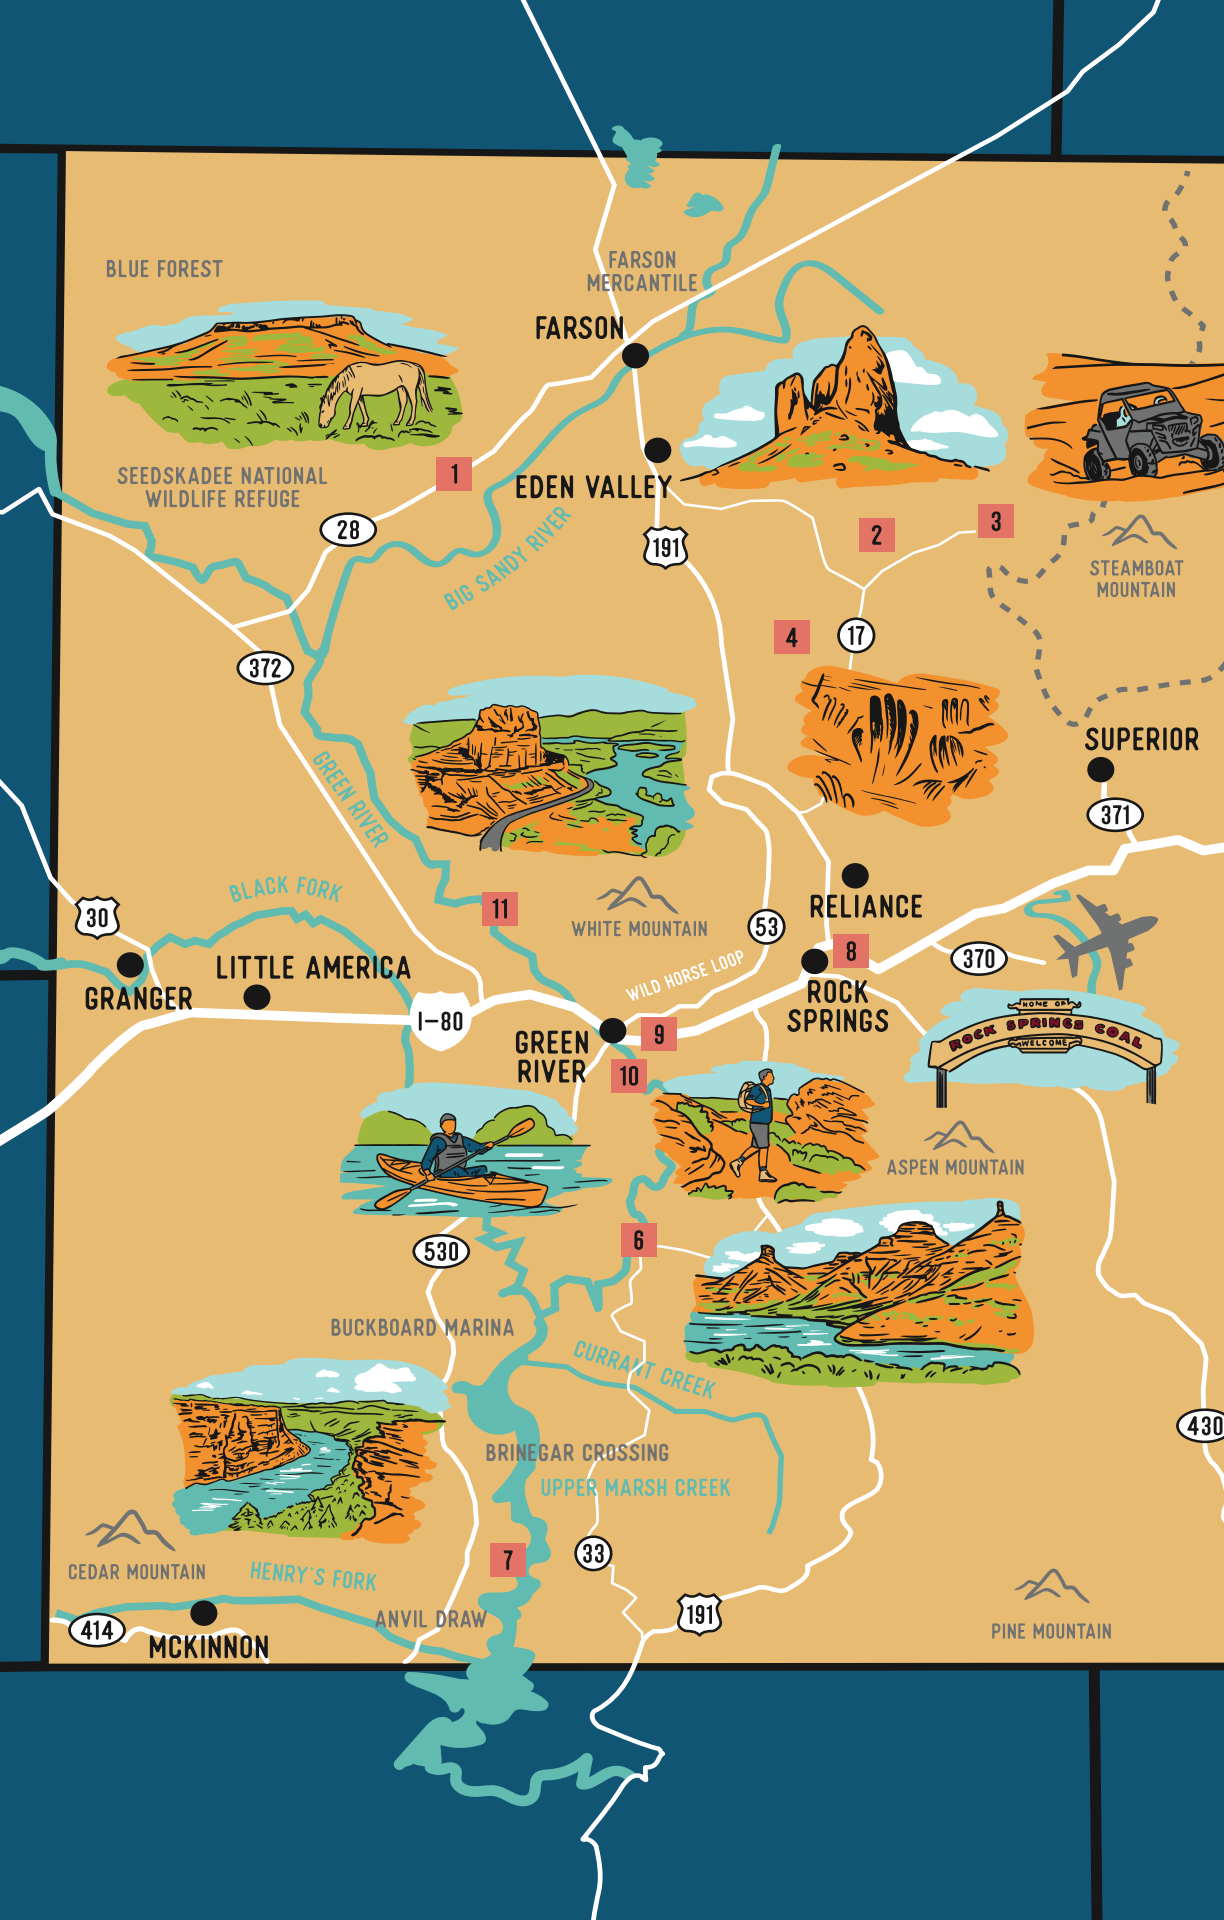 BLUE FOREST
FARSON
MERCANTILE
FARSON
SEEDSKADEE NATIONAL
WILDLIFE REFUGE
1
EDEN VALLEY
28
BIG SANDY RIVER
191
2
3
STEAMBOAT
MOUNTAIN
4
17
372
GREEN RIVER
SUPERIOR
371
BLACK FORK
30
11
WHITE MOUNTAIN
53
RELIANCE
8
370
GRANGER
LITTLE AMERICA
I-80
WILD HORSE LOOP
ROCK
SPRINGS
GREEN
RIVER
9
10
HOME OF
ROCK SPRINGS COAL
WELCOME
ASPEN MOUNTAIN
530
6
BUCKBOARD MARINA
CURRANT CREEK
430
BRINEGAR CROSSING
UPPER MARSH CREEK
CEDAR MOUNTAIN
HENRY'S FORK
7
33
414
MCKINNON
ANVIL DRAW
191
PINE MOUNTAIN